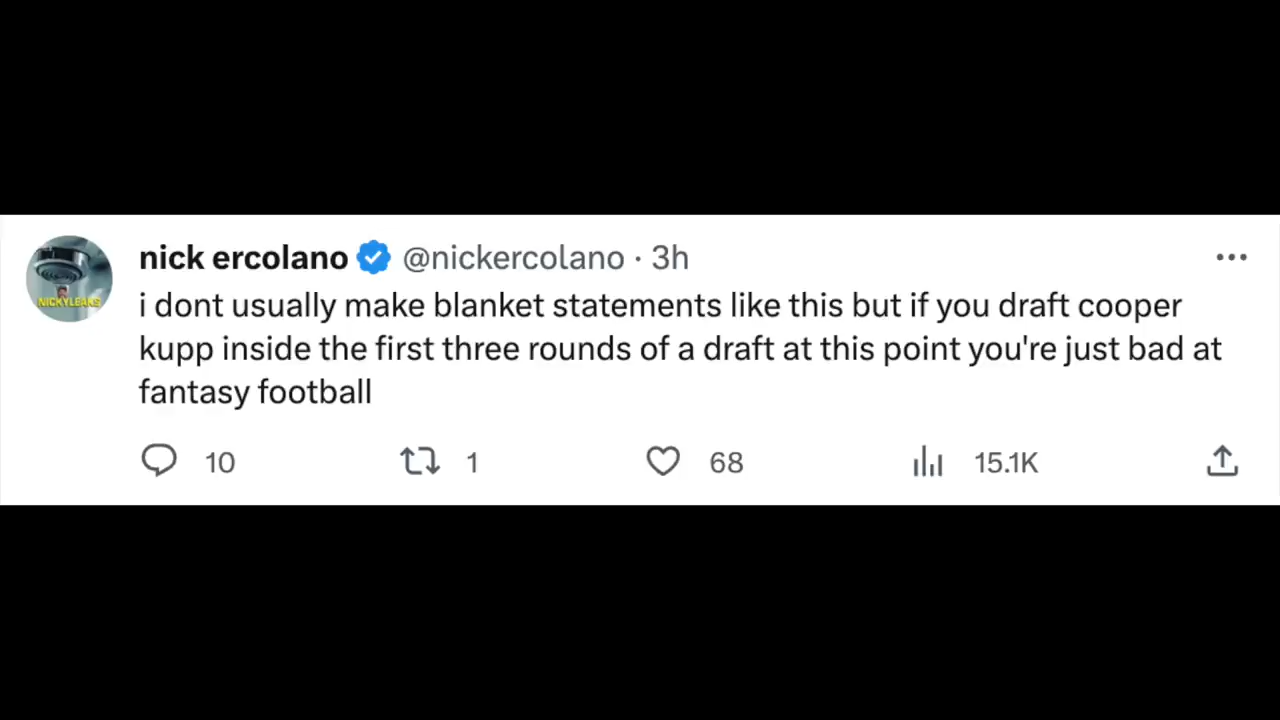 nick ercolano @nickercolano · 3h
i dont usually make blanket statements like this but if you draft cooper
kupp inside the first three rounds of a draft at this point you're just bad at
fantasy football
10 1 68 15.1K
NICKYLEAKS